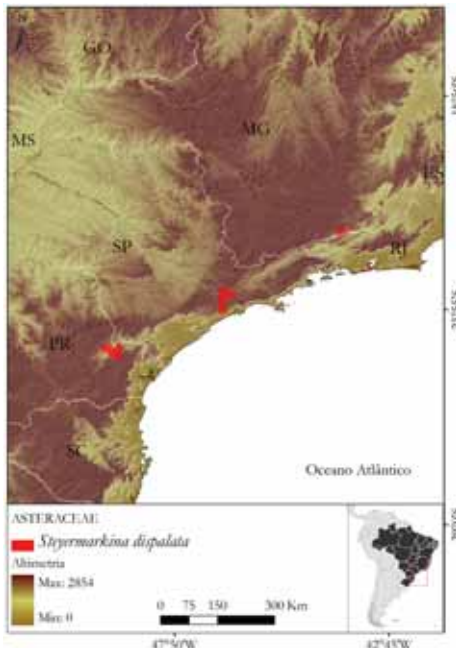 GO
MS
MG
ES
SP
RJ
PR
SC
Oceano Atlântico
ASTERACEAE
Steyermarkina dispalata
Altimetria
Max: 2854
Min: 0
0 75 150 300 Km
47°50'W 42°45'W